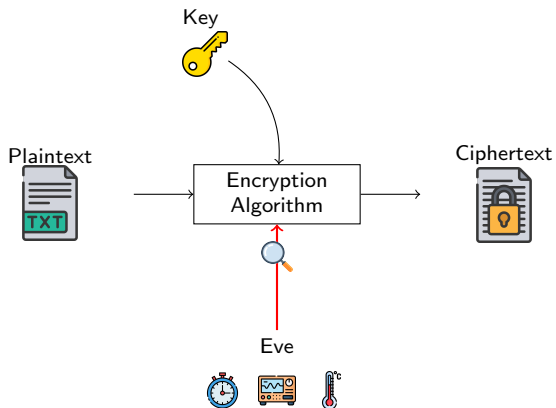 Key
Plaintext
TXT
Encryption
Algorithm
Ciphertext
Eve
°C